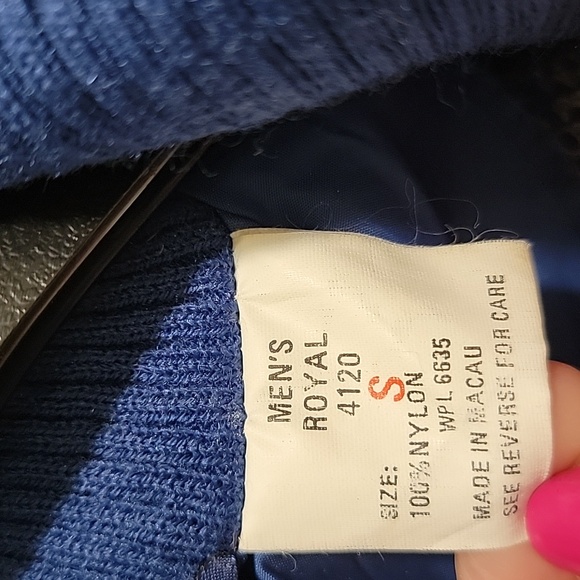 MEN'S
ROYAL
4120
SIZE: S
100%NYLON
WPL 6635
MADE IN MACAU
SEE REVERSE FOR CARE